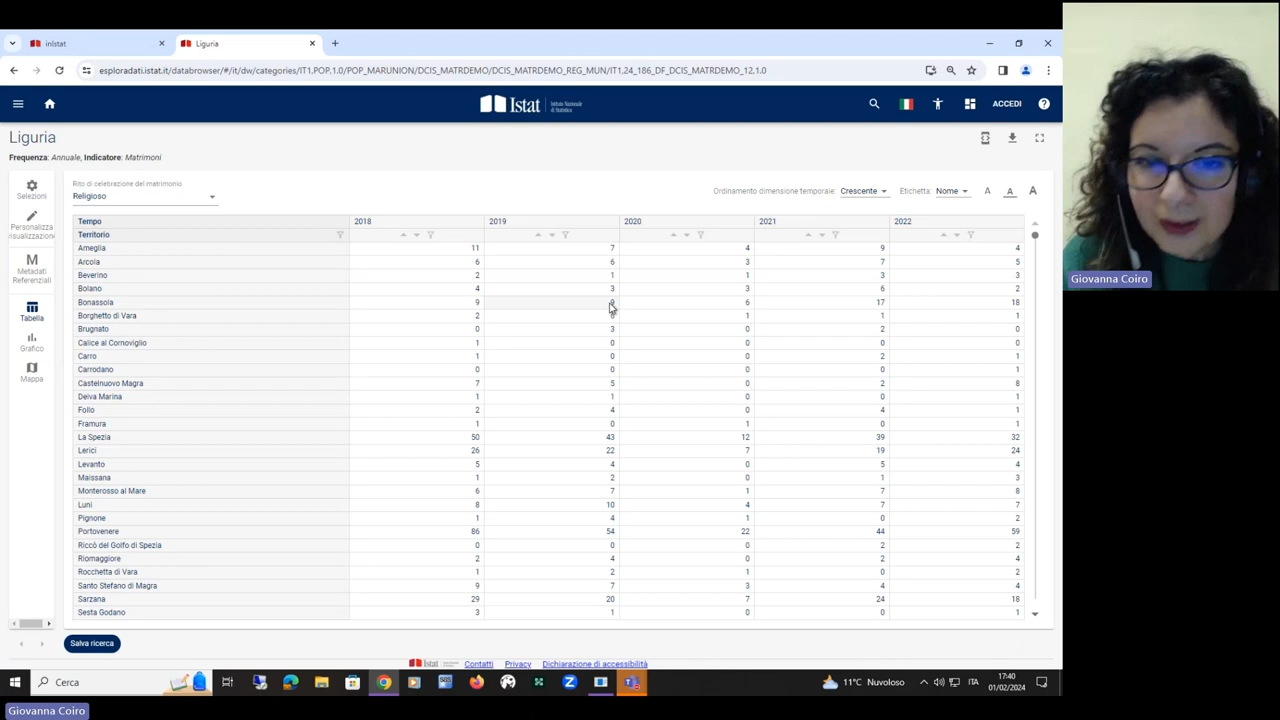 inIstat
Liguria
esploradati.istat.it/databrowser/#/it/dw/categories/IT1,POP,1.0/POP_MARUNION/DCIS_MATRDEMO/DCIS_MATRDEMO_REG_MUN/IT1,24_186_DF_DCIS_MATRDEMO_12,1.0
Istat Istituto Nazionale di Statistica
ACCEDI
Liguria
Frequenza: Annuale, Indicatore: Matrimoni
Selezioni
Personalizza visualizzazione
Metadati Referenziali
Tabella
Grafico
Mappa
Rito di celebrazione del matrimonio
Religioso
Ordinamento dimensione temporale: Crescente Etichetta: Nome A A A
Tempo 2018 2019 2020 2021 2022
Territorio
Ameglia 11 7 4 9 4
Arcola 6 6 3 7 5
Beverino 2 1 1 3 3
Bolano 4 3 3 6 2
Bonassola 9 9 6 17 18
Borghetto di Vara 2 6 1 1 1
Brugnato 0 3 0 2 0
Calice al Cornoviglio 1 0 0 0 0
Carro 1 0 0 2 1
Carrodano 0 0 0 0 1
Castelnuovo Magra 7 5 0 2 8
Deiva Marina 1 1 0 0 1
Follo 2 4 0 4 1
Framura 1 0 1 0 1
La Spezia 50 43 12 39 32
Lerici 26 22 7 19 24
Levanto 5 4 0 5 4
Maissana 1 2 0 1 3
Monterosso al Mare 6 7 1 7 8
Luni 8 10 4 7 7
Pignone 1 4 1 0 2
Portovenere 86 54 22 44 59
Riccò del Golfo di Spezia 0 0 0 2 2
Riomaggiore 2 4 0 2 4
Rocchetta di Vara 1 2 1 0 2
Santo Stefano di Magra 9 7 3 4 4
Sarzana 29 20 7 24 18
Sesta Godano 3 1 0 0 1
Salva ricerca
Istat Contatti Privacy Dichiarazione di accessibilità
Cerca
11°C Nuvoloso
ITA
17:40
01/02/2024
Giovanna Coiro
Giovanna Coiro